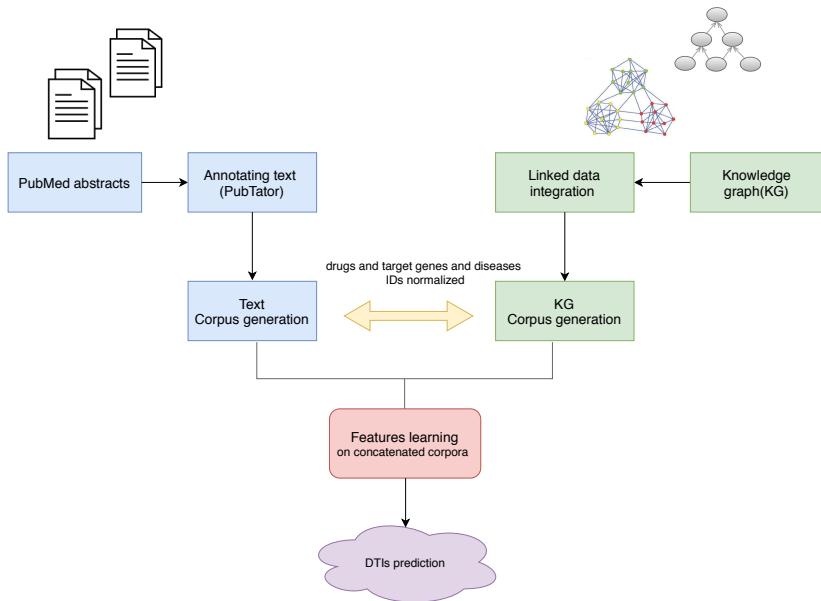 PubMed abstracts
Annotating text
(PubTator)
Linked data
integration
Knowledge
graph(KG)
drugs and target genes and diseases
IDs normalized
Text
Corpus generation
KG
Corpus generation
Features learning
on concatenated corpora
DTIs prediction